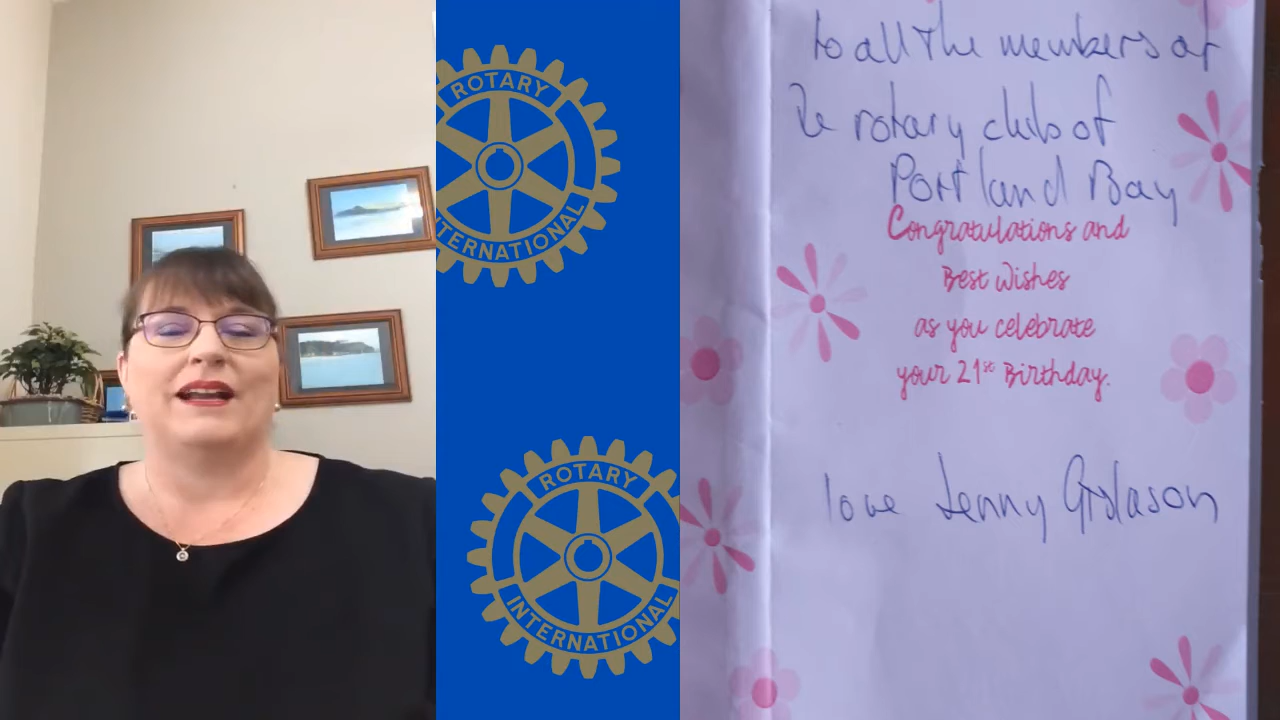 ROTARY
INTERNATIONAL
ROTARY
INTERNATIONAL
to all the members of
the rotary club of
Portland Bay
Congratulations and
Best Wishes
as you celebrate
your 21st Birthday.
love Jenny Gislason